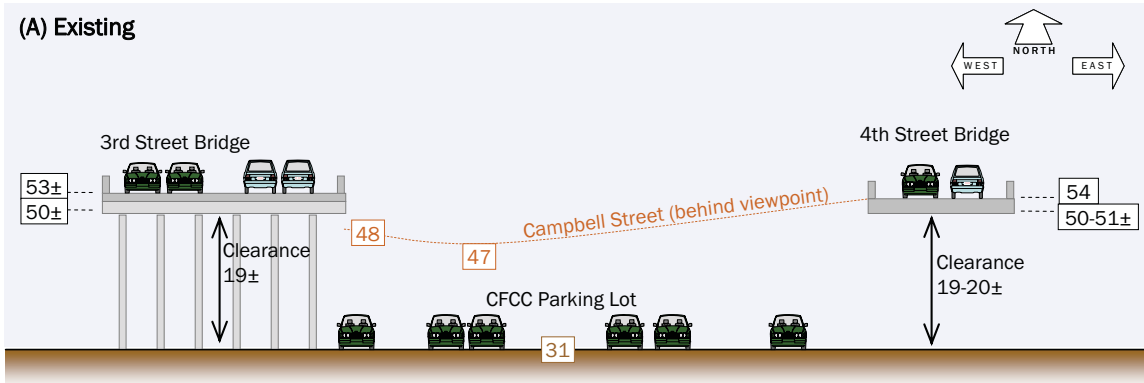 (A) Existing
NORTH
WEST
EAST
3rd Street Bridge
4th Street Bridge
53±
50±
54
50-51±
Campbell Street (behind viewpoint)
48
47
Clearance
19±
Clearance
19-20±
CFCC Parking Lot
31